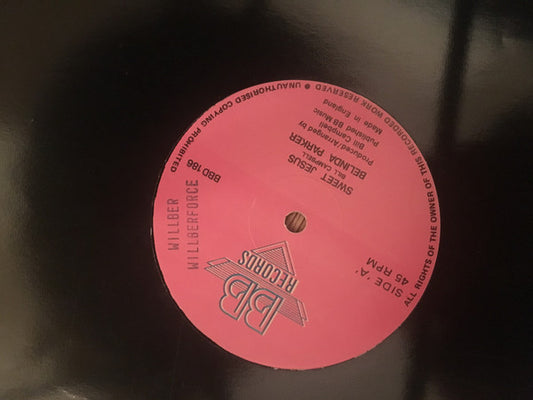 BB
RECORDS
SIDE 'A'
45 RPM
WILLBER
WILLBERFORCE
BBD 186
SWEET JESUS
BILL CAMPBELL
BELINDA PARKER
Produced/Arranged by
Bill Campbell
Published BB Music
Made in England
ALL RIGHTS OF THE OWNER OF THIS RECORDED WORK RESERVED • UNAUTHORISED COPYING PROHIBITED